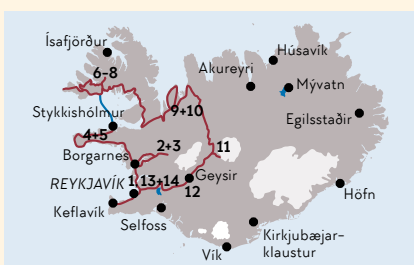 Ísafjörður
Húsavík
6–8
Akureyri
Mývatn
Stykkishólmur
9+10
Egilsstaðir
4+5
2+3
11
Borgarnes
REYKJAVÍK
1
13+14
Geysir
12
Höfn
Keflavík
Selfoss
Kirkjubæjar–
klaustur
Vík